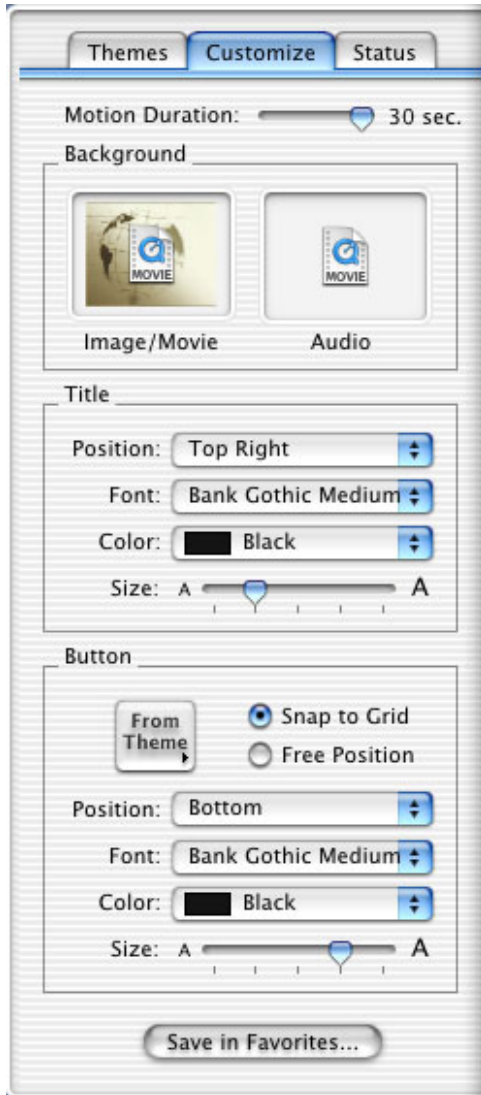 Themes Customize Status
Motion Duration: 30 sec.
Background
MOVIE MOVIE
Image/Movie Audio
Title
Position: Top Right
Font: Bank Gothic Medium
Color: Black
Size: A A
Button
From
Theme
Snap to Grid
Free Position
Position: Bottom
Font: Bank Gothic Medium
Color: Black
Size: A A
Save in Favorites...